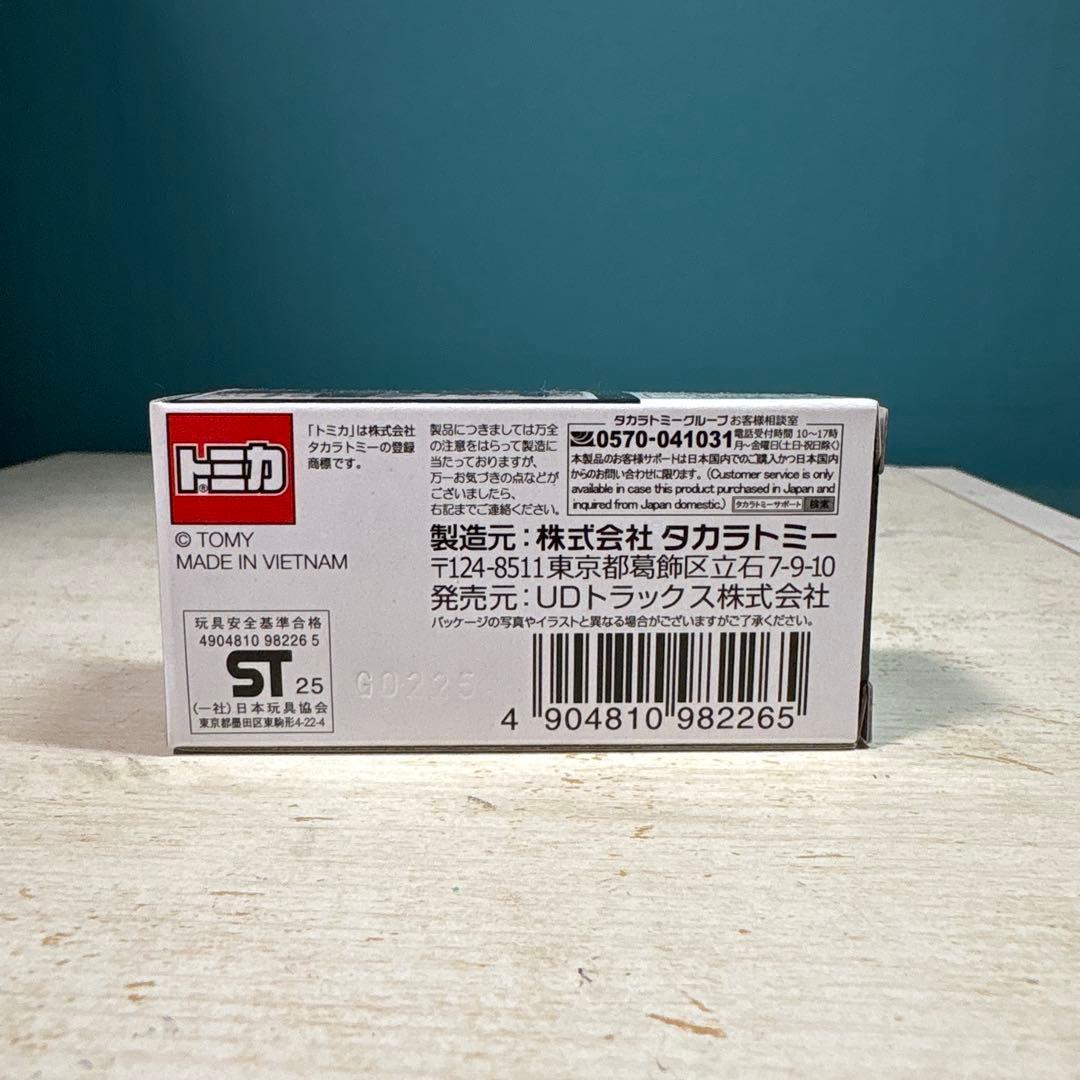 トミカ®
© TOMY
MADE IN VIETNAM
「トミカ」は株式会社
タカラトミーの登録
商標です。
製品につきましては万全
の注意をはらって製造に
当たっておりますが、
万一お気づきの点などが
ございましたら、
右記までご連絡ください。
タカラトミーグループ お客様相談室
0570-041031 電話受付時間 10〜17時
月〜金曜日(土日・祝日除く)
本製品のお客様サポートは日本国内でのご購入かつ日本国内
からのお問い合わせに限ります。(Customer service is only
available in case this product purchased in Japan and
inquired from Japan domestic.) タカラトミーサポート 検索
製造元:株式会社 タカラトミー
〒124-8511 東京都葛飾区立石 7-9-10
発売元:UDトラックス株式会社
パッケージの写真やイラストと異なる場合がございますがご了承ください。
玩具安全基準合格
4904810 98226 5
ST 25
(一社)日本玩具協会
東京都墨田区東駒形4-22-4
G0225
4 904810 982265